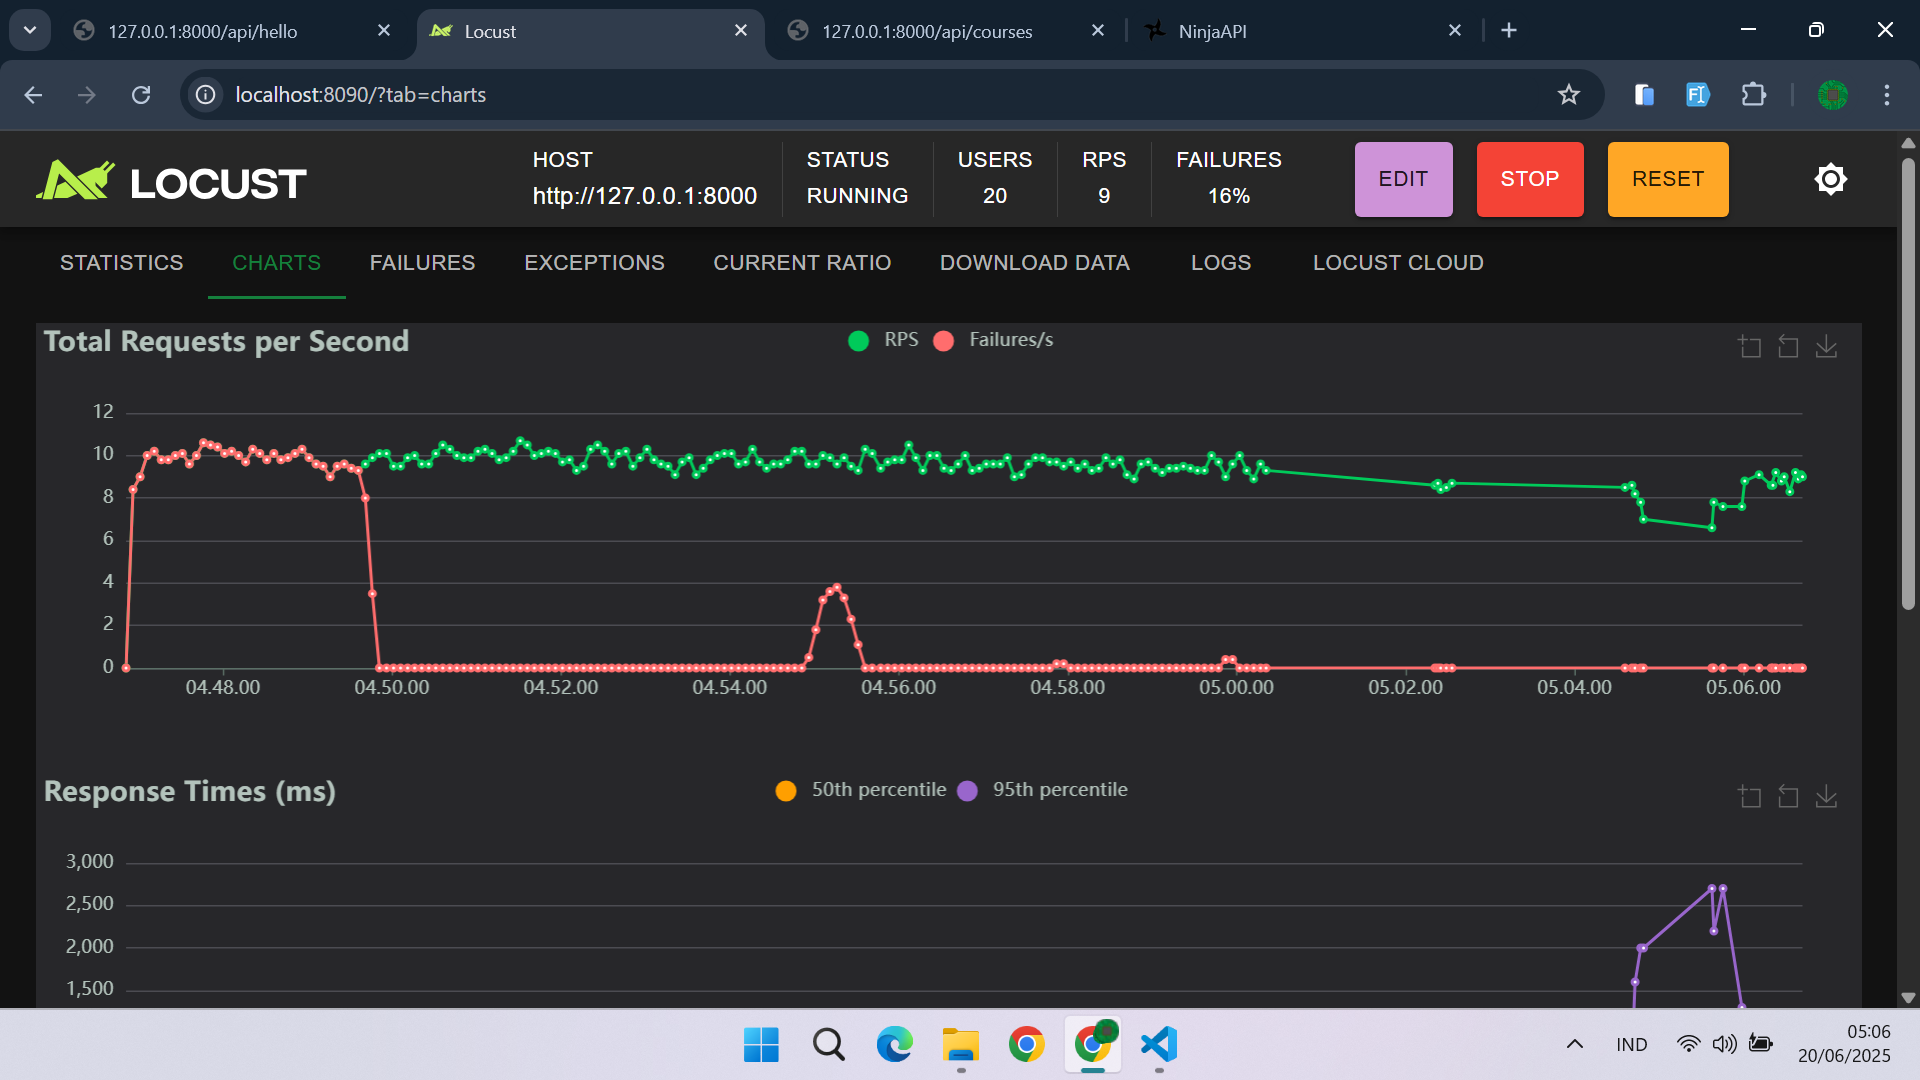 127.0.0.1:8000/api/hello
Locust
127.0.0.1:8000/api/courses
NinjaAPI
localhost:8090/?tab=charts
LOCUST
HOST
http://127.0.0.1:8000
STATUS
RUNNING
USERS
20
RPS
9
FAILURES
16%
EDIT
STOP
RESET
STATISTICS
CHARTS
FAILURES
EXCEPTIONS
CURRENT RATIO
DOWNLOAD DATA
LOGS
LOCUST CLOUD
Total Requests per Second
RPS
Failures/s
12
10
8
6
4
2
0
04.48.00
04.50.00
04.52.00
04.54.00
04.56.00
04.58.00
05.00.00
05.02.00
05.04.00
05.06.00
Response Times (ms)
50th percentile
95th percentile
3,000
2,500
2,000
1,500
IND
05:06
20/06/2025